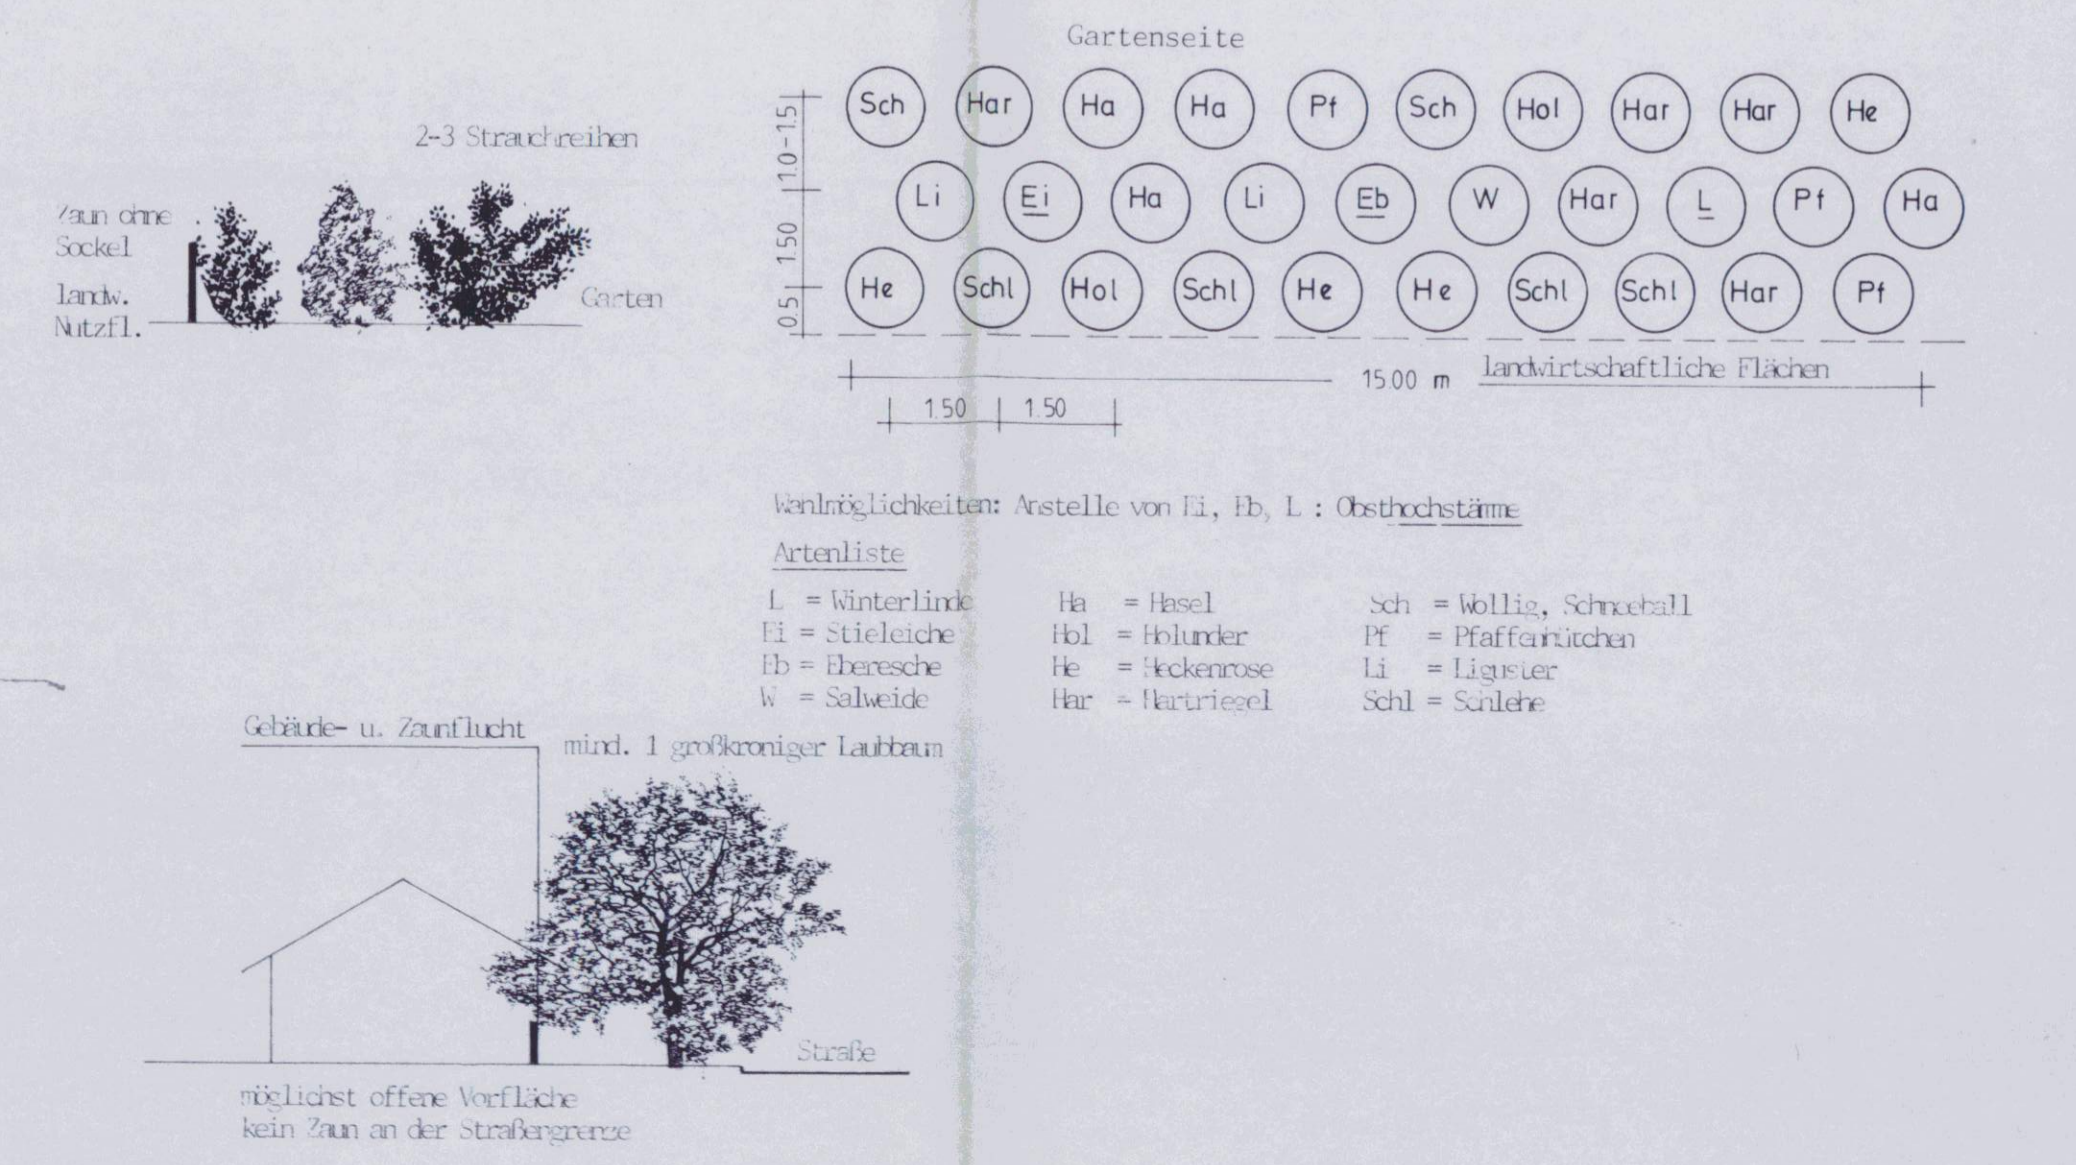 Gartenseite
2-3 Strauchreihen
Zaun ohne
Sockel
landw.
Nutzfl.
Garten
1.0-1.5
1.50
0.5
Sch Har Ha Ha Pf Sch Hol Har Har He
Li Ei Ha Li Eb W Har L Pf Ha
He Schl Hol Schl He He Schl Schl Har Pf
15.00 m landwirtschaftliche Flächen
1.50 1.50
Wahlmöglichkeiten: Anstelle von Ei, Eb, L : Obsthochstämme
Artenliste
L = Winterlinde Ha = Hasel Sch = Wollig, Schneeball
Ei = Stieleiche Hol = Holunder Pf = Pfaffenhütchen
Eb = Eberesche He = Heckenrose Li = Liguster
W = Salweide Har = Hartriegel Schl = Schlehe
Gebäude- u. Zaunflucht
mind. 1 großkroniger Laubbaum
Straße
möglichst offene Vorfläche
kein Zaun an der Straßengrenze